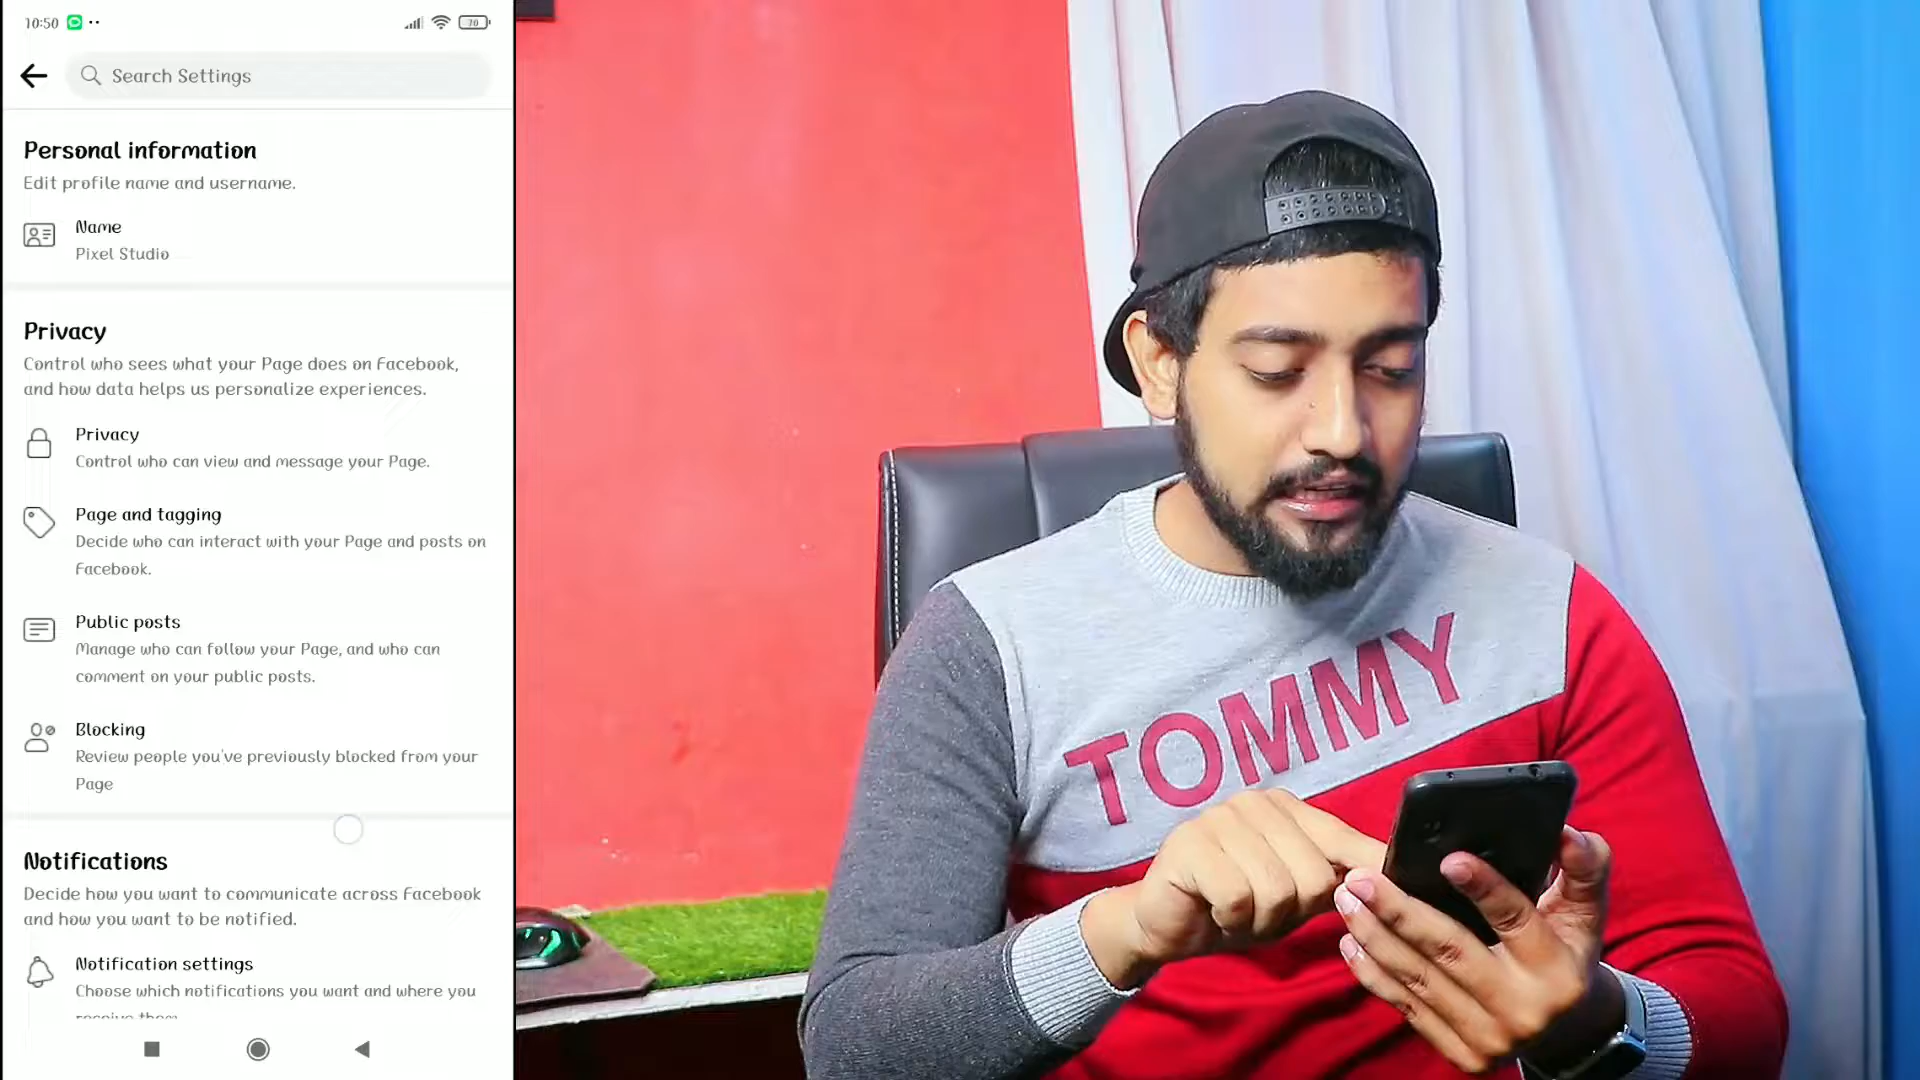 10:50
70
Search Settings
Personal information
Edit profile name and username.
Name
Pixel Studio
Privacy
Control who sees what your Page does on Facebook,
and how data helps us personalize experiences.
Privacy
Control who can view and message your Page.
Page and tagging
Decide who can interact with your Page and posts on
Facebook.
Public posts
Manage who can follow your Page, and who can
comment on your public posts.
Blocking
Review people you've previously blocked from your
Page
Notifications
Decide how you want to communicate across Facebook
and how you want to be notified.
Notification settings
Choose which notifications you want and where you
receive them.
TOMMY